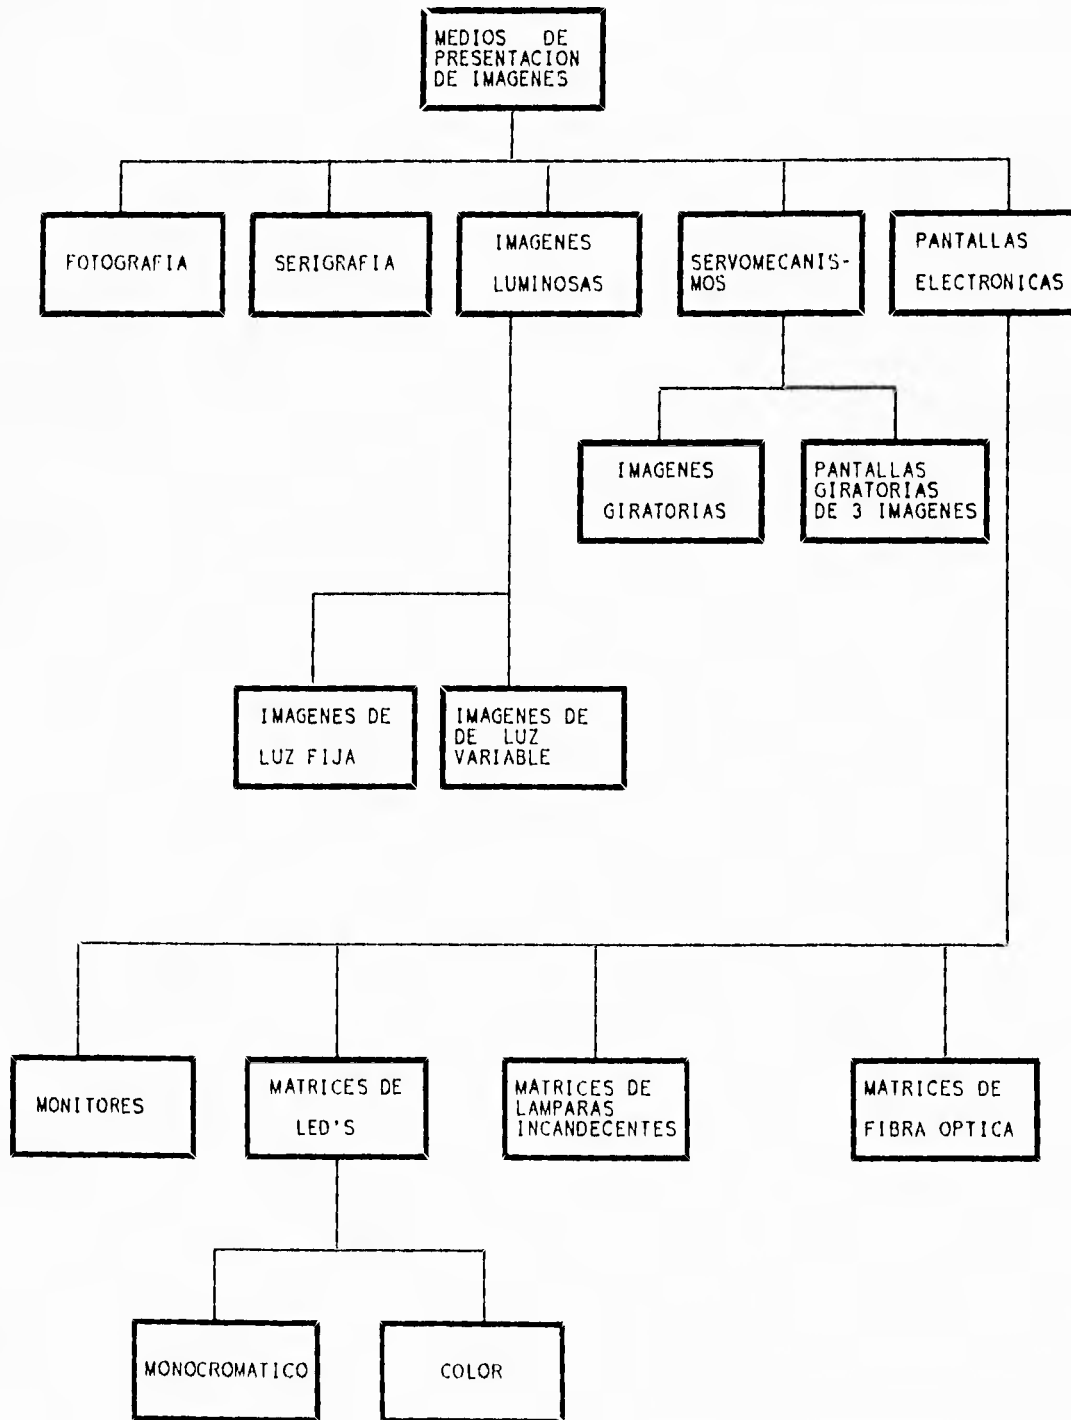 MEDIOS DE
PRESENTACION
DE IMAGENES
FOTOGRAFIA
SERIGRAFIA
IMAGENES
LUMINOSAS
SERVOMECANIS-
MOS
PANTALLAS
ELECTRONICAS
IMAGENES
GIRATORIAS
PANTALLAS
GIRATORIAS
DE 3 IMAGENES
IMAGENES DE
LUZ FIJA
IMAGENES DE
DE LUZ
VARIABLE
MONITORES
MATRICES DE
LED'S
MATRICES DE
LAMPARAS
INCANDECENTES
MATRICES DE
FIBRA OPTICA
MONOCROMATICO
COLOR